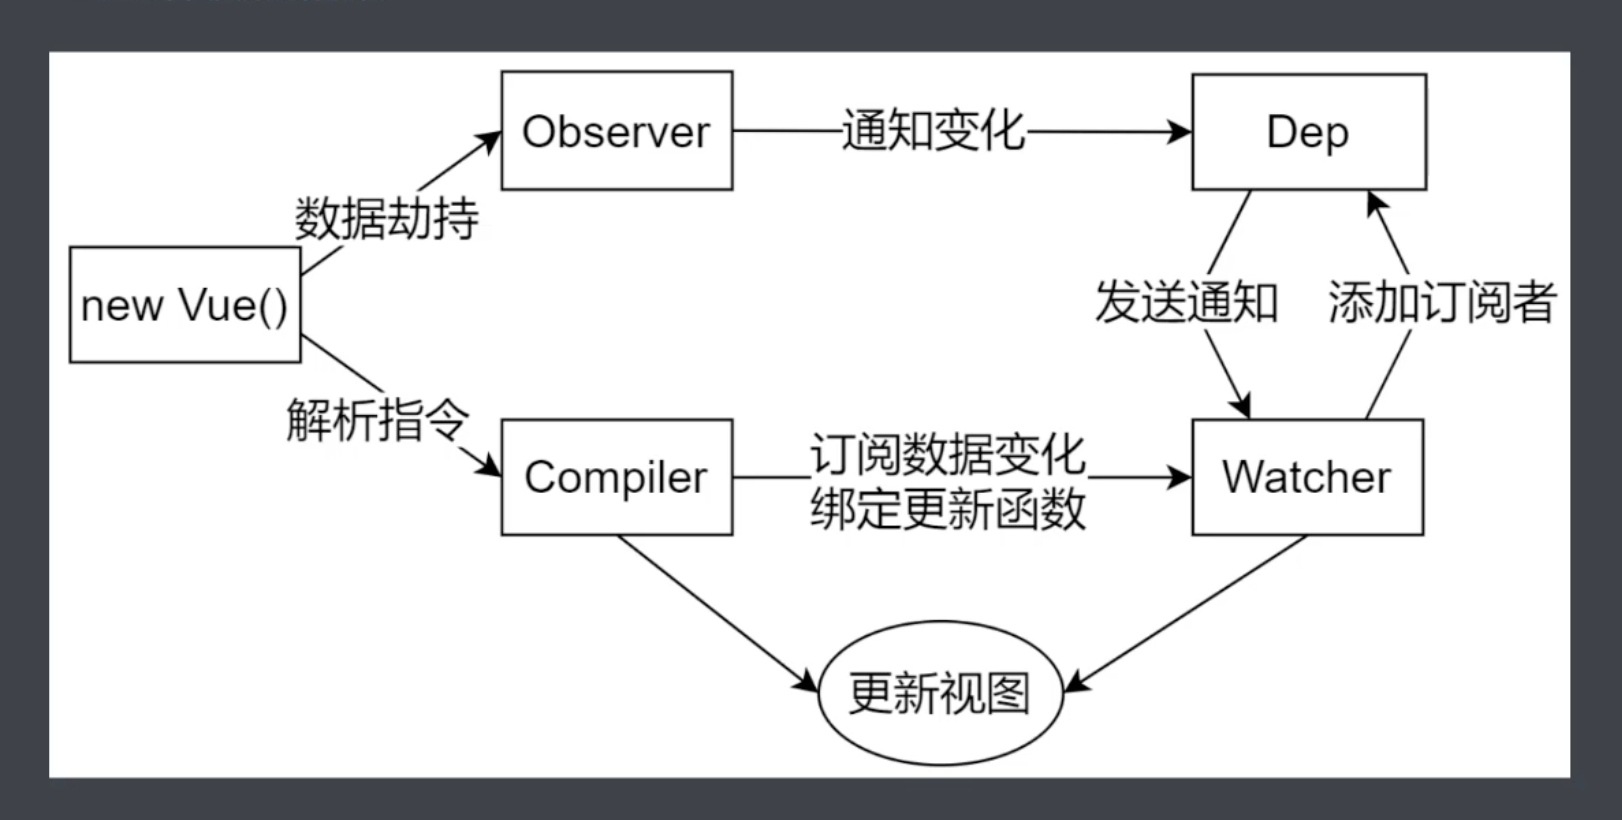 Observer
通知变化
Dep
数据劫持
new Vue()
发送通知
添加订阅者
解析指令
Compiler
订阅数据变化
绑定更新函数
Watcher
更新视图